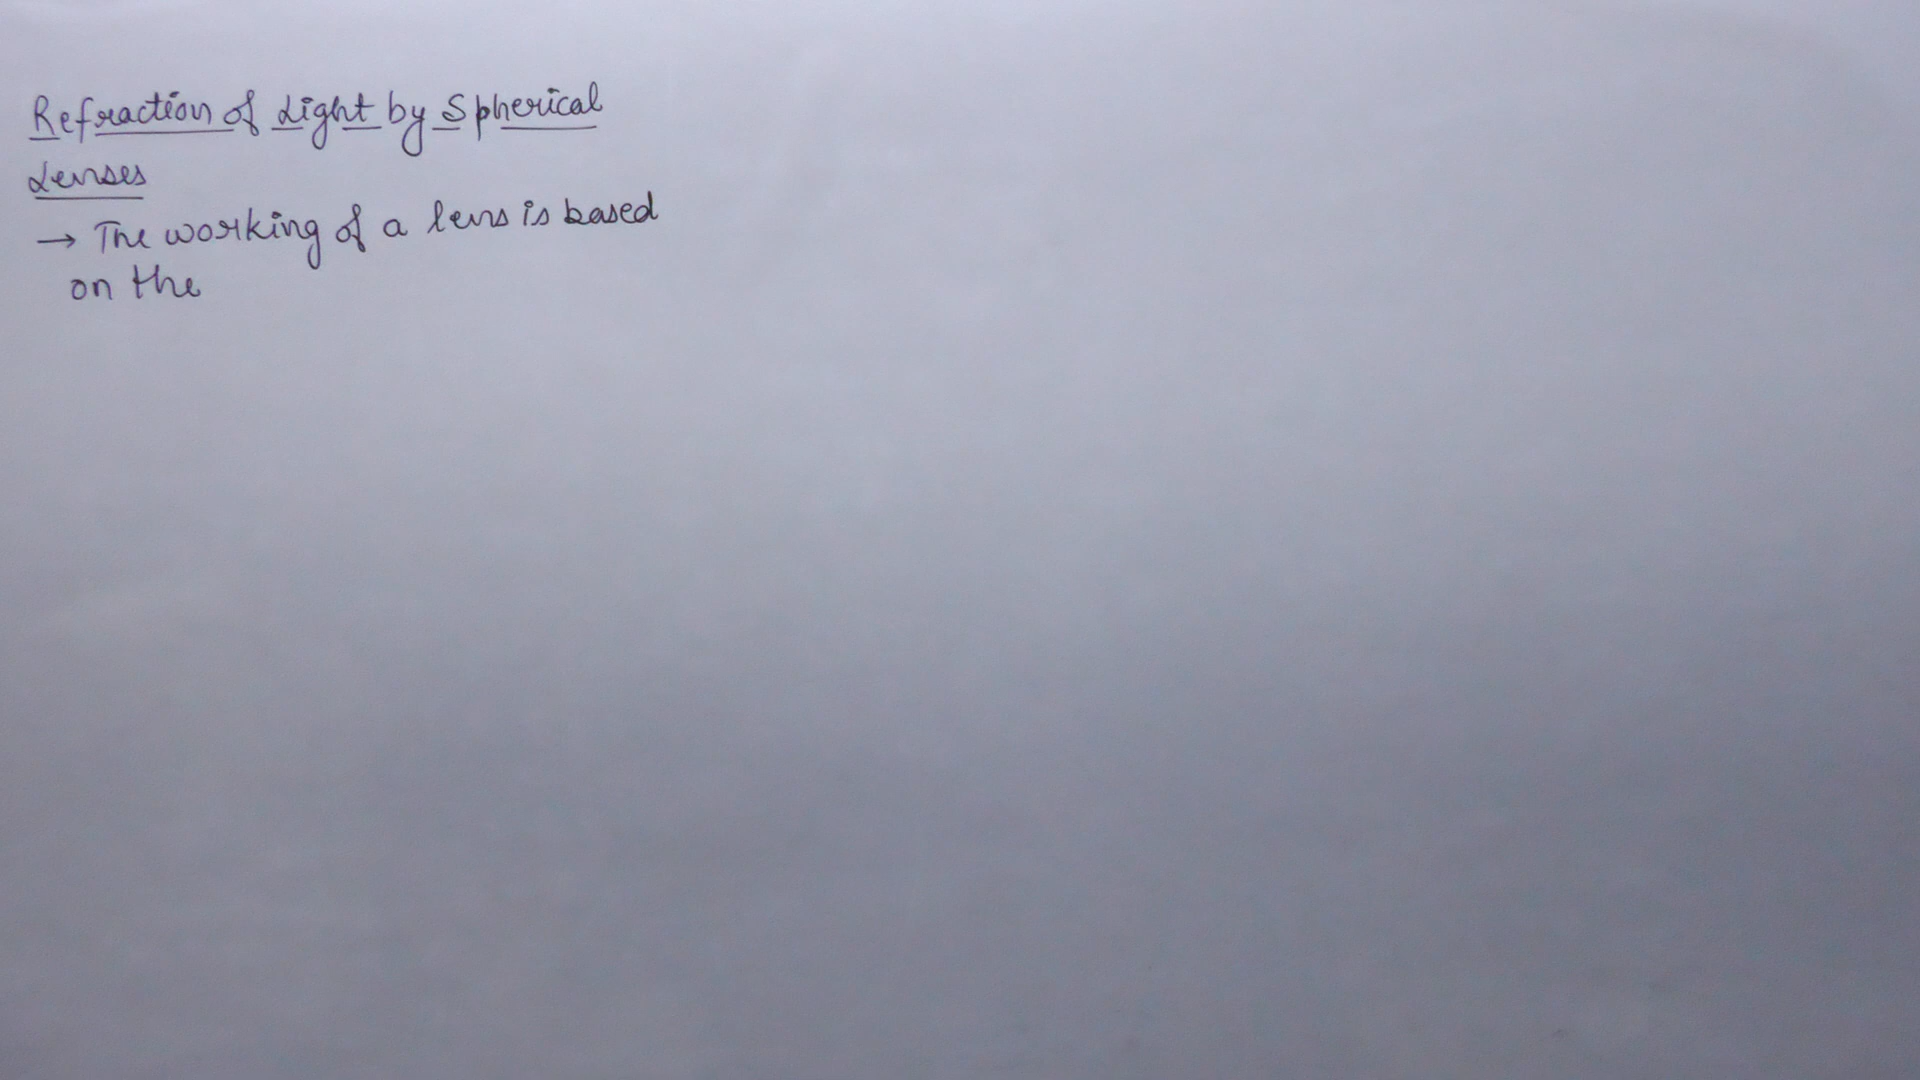 Refraction of Light by Spherical
Lenses
→ The working of a lens is based
on the